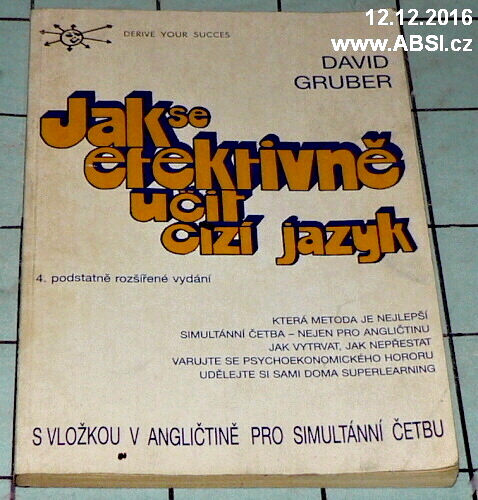 12.12.2016
www.ABSI.cz
DERIVE YOUR SUCCES
DAVID
GRUBER
Jak se
efektivně
učit
cizí jazyk
4. podstatně rozšířené vydání
KTERÁ METODA JE NEJLEPŠÍ
SIMULTÁNNÍ ČETBA – NEJEN PRO ANGLIČTINU
JAK VYTRVAT, JAK NEPŘESTAT
VARUJTE SE PSYCHOEKONOMICKÉHO HORORU
UDĚLEJTE SI SAMI DOMA SUPERLEARNING
S VLOŽKOU V ANGLIČTINĚ PRO SIMULTÁNNÍ ČETBU